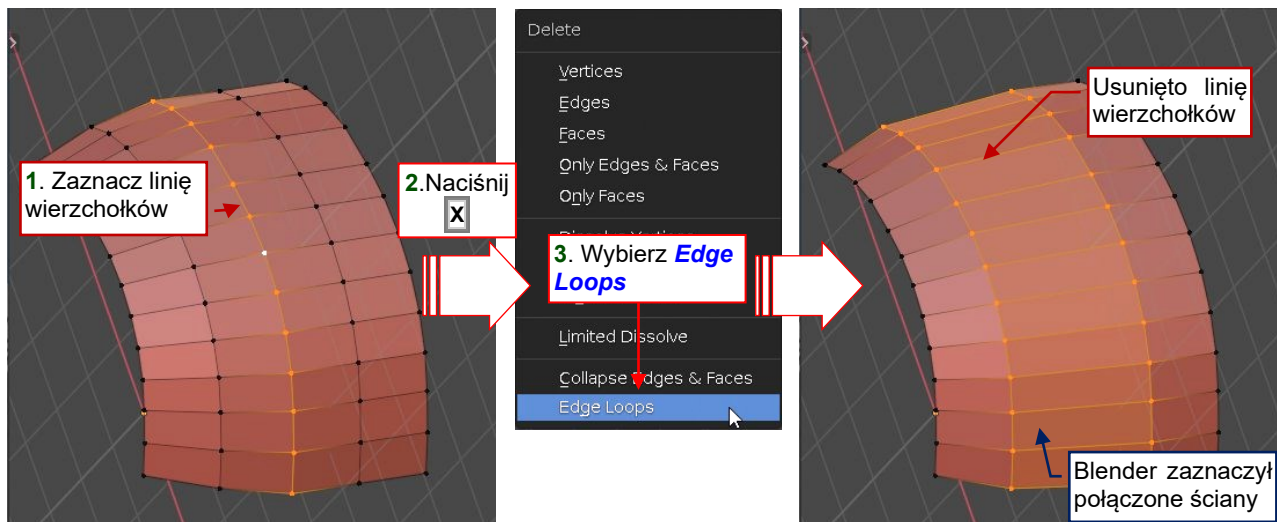 1. Zaznacz linię
wierzchołków
2.Naciśnij
X
Delete
Vertices
Edges
Faces
Only Edges & Faces
Only Faces
3. Wybierz Edge
Loops
Limited Dissolve
Collapse Edges & Faces
Edge Loops
Usunięto linię
wierzchołków
Blender zaznaczył
połączone ściany